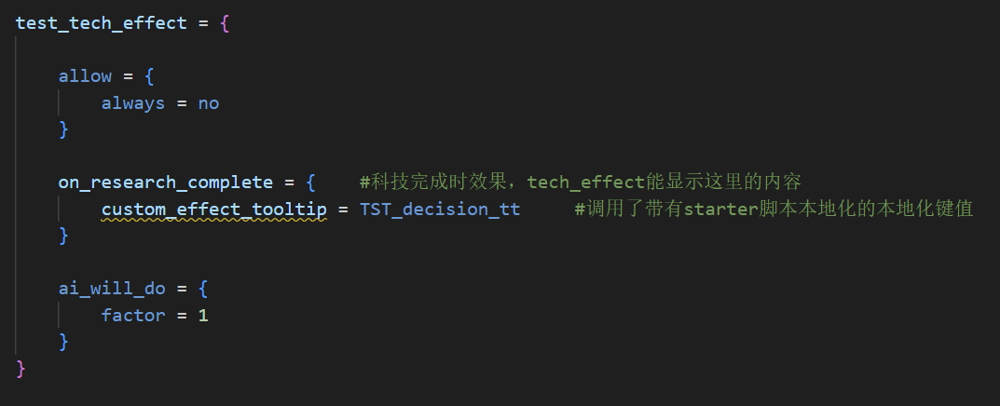 test_tech_effect = {
allow = {
always = no
}
on_research_complete = { #科技完成时效果，tech_effect能显示这里的内容
custom_effect_tooltip = TST_decision_tt #调用了带有starter脚本本地化的本地化键值
}
ai_will_do = {
factor = 1
}
}